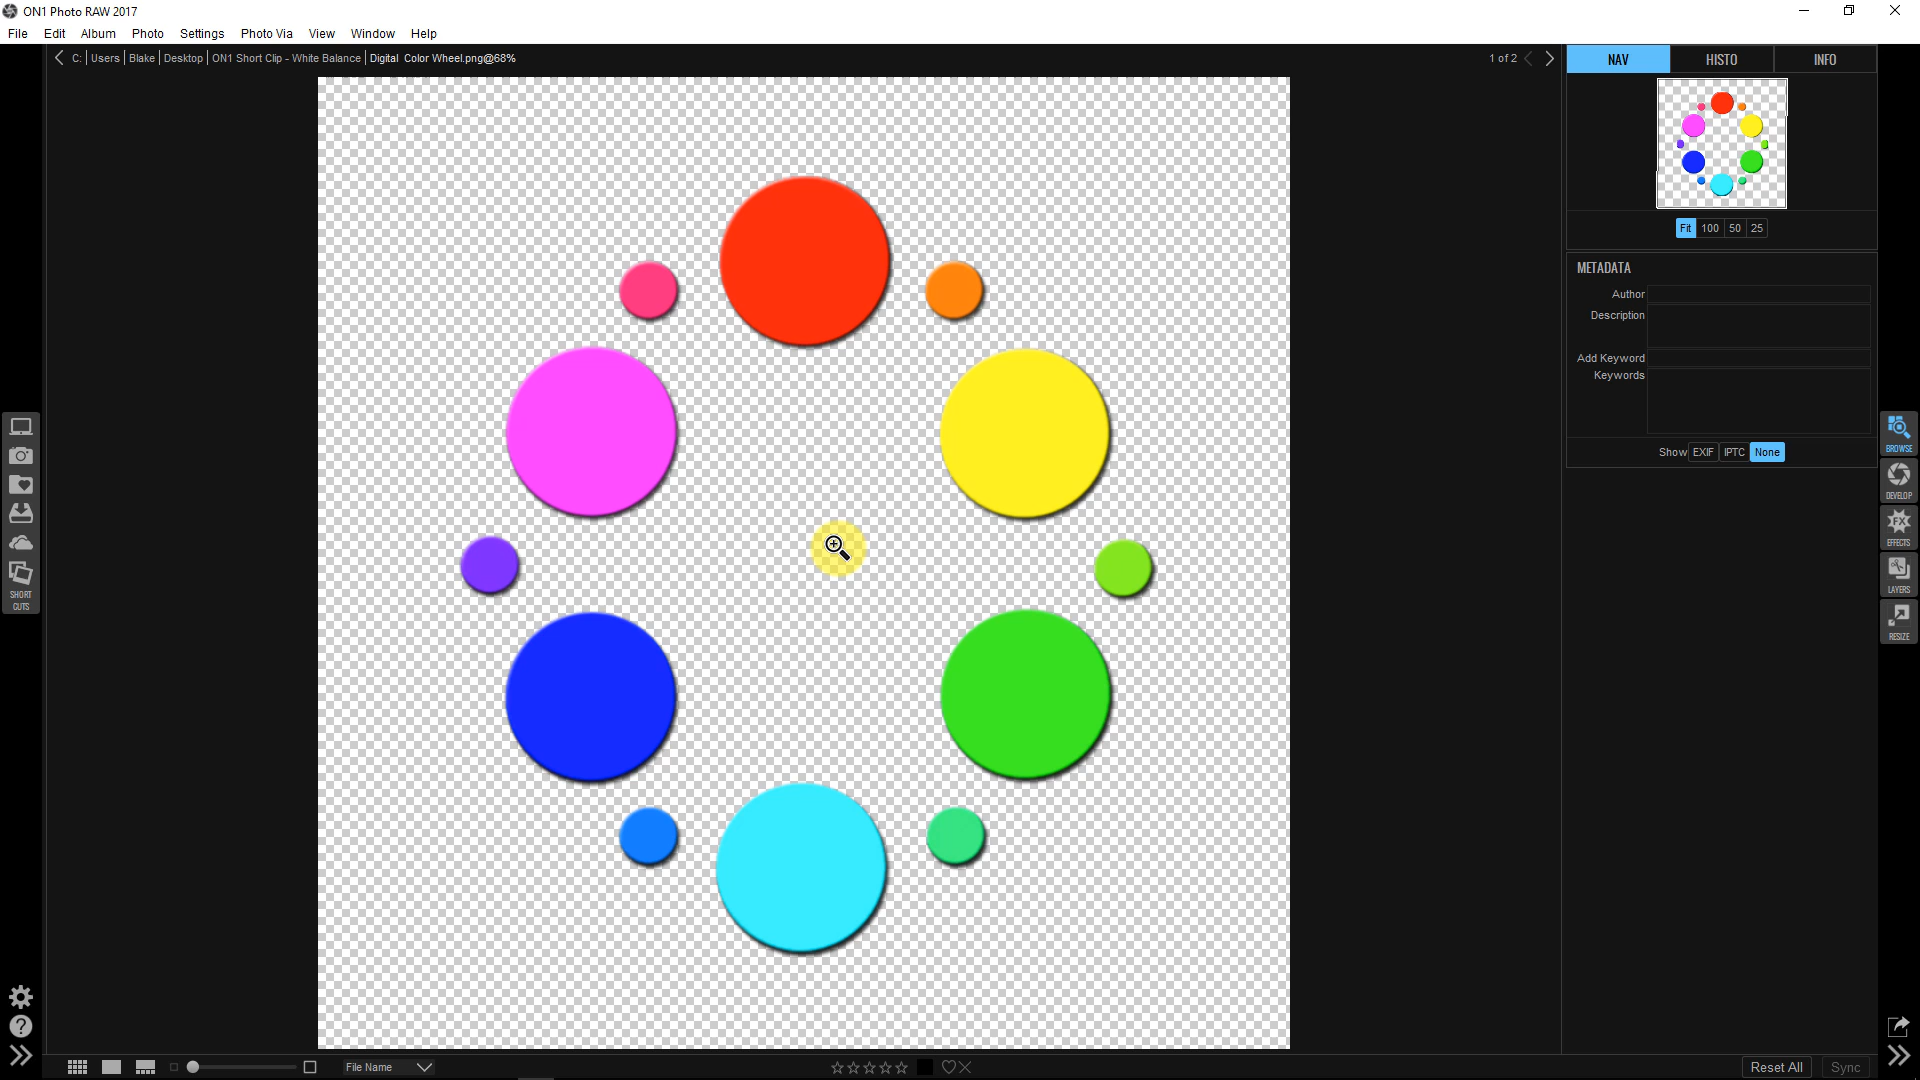 ON1 Photo RAW 2017
File Edit Album Photo Settings Photo Via View Window Help
C: Users Blake Desktop ON1 Short Clip - White Balance Digital Color Wheel.png@68%
1 of 2
NAV HISTO INFO
Fit 100 50 25
METADATA
Author
Description
Add Keyword
Keywords
Show EXIF IPTC None
BROWSE
DEVELOP
FX
EFFECTS
LAYERS
RESIZE
SHORT
CUTS
File Name
Reset All Sync